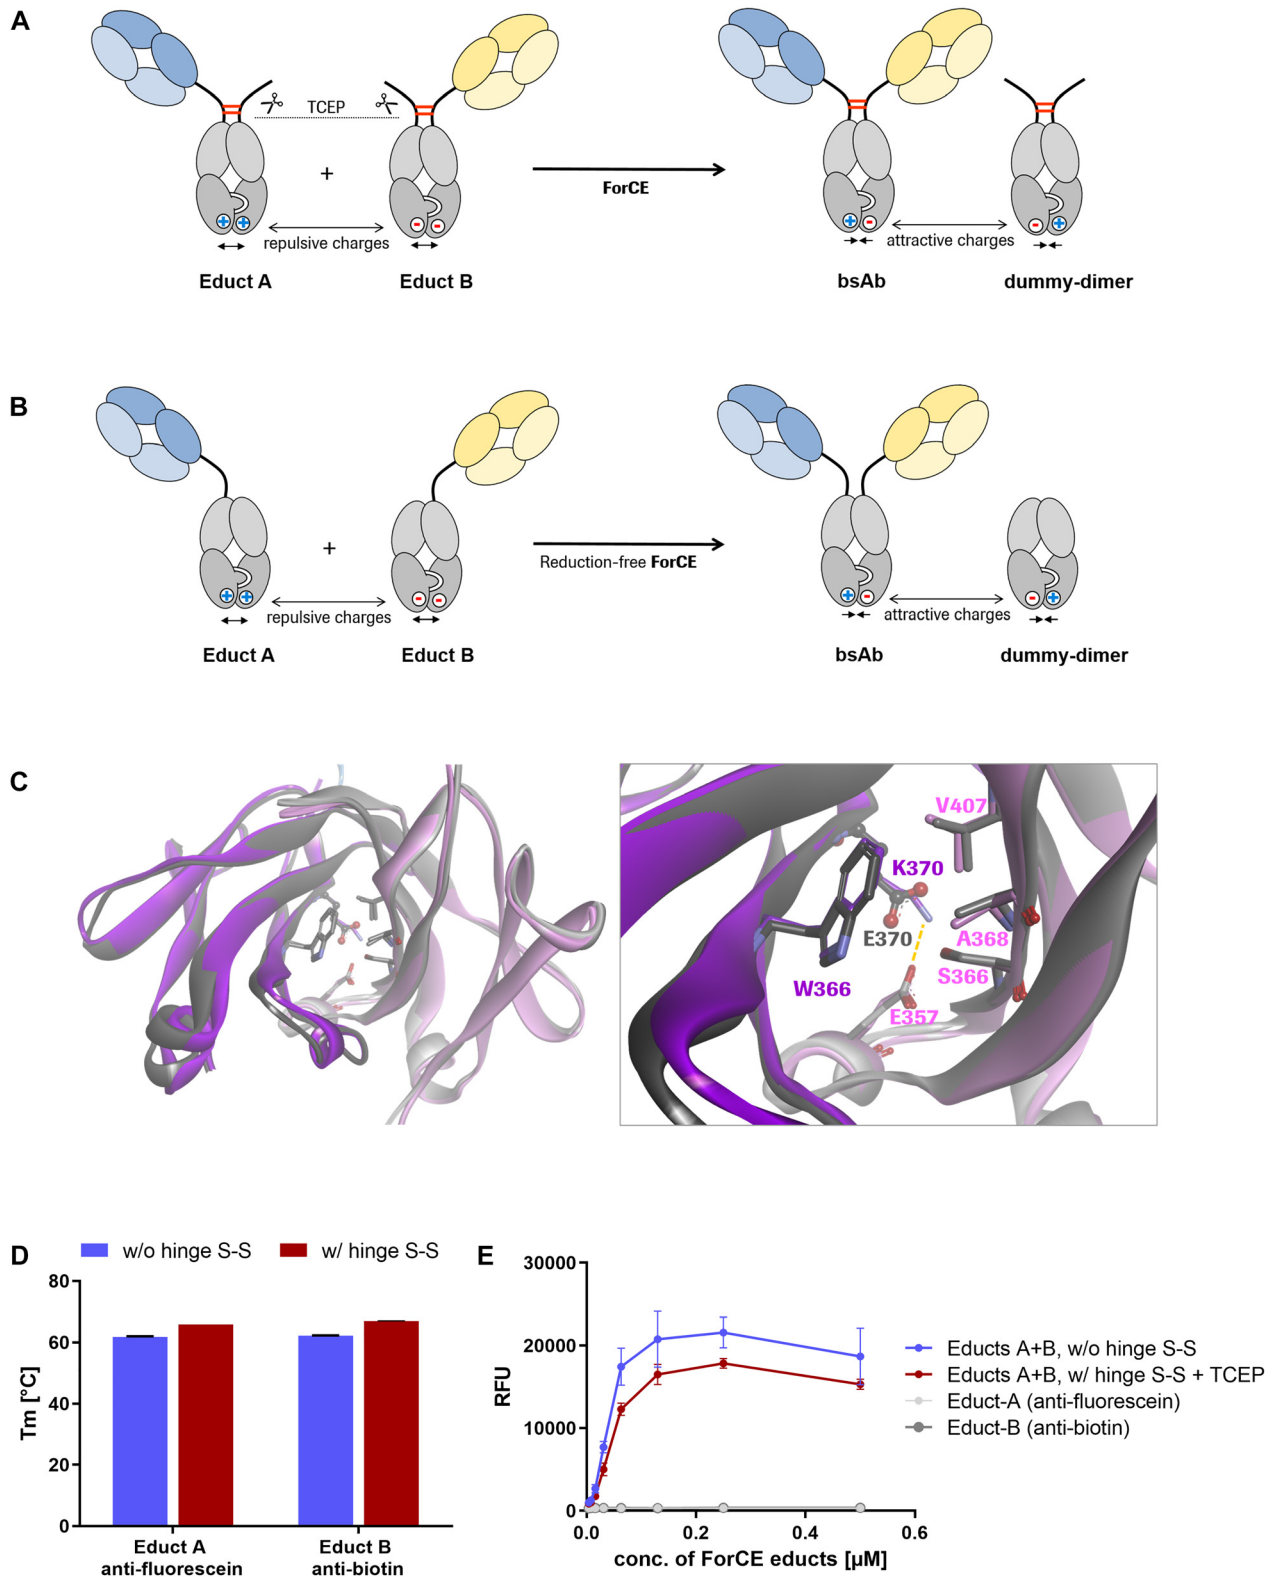 A
TCEP
+
ForCE
+ +
- -
+ -
- +
repulsive charges
attractive charges
Educt A
Educt B
bsAb
dummy-dimer
B
+
Reduction-free ForCE
+ +
- -
+ -
- +
repulsive charges
attractive charges
Educt A
Educt B
bsAb
dummy-dimer
C
V407
K370
E370
A368
S366
W366
E357
D
w/o hinge S-S
w/ hinge S-S
Tm [°C]
80
60
40
20
0
Educt A
anti-fluorescein
Educt B
anti-biotin
E
RFU
30000
20000
10000
0
0.0
0.2
0.4
0.6
conc. of ForCE educts [µM]
Educts A+B, w/o hinge S-S
Educts A+B, w/ hinge S-S + TCEP
Educt-A (anti-fluorescein)
Educt-B (anti-biotin)